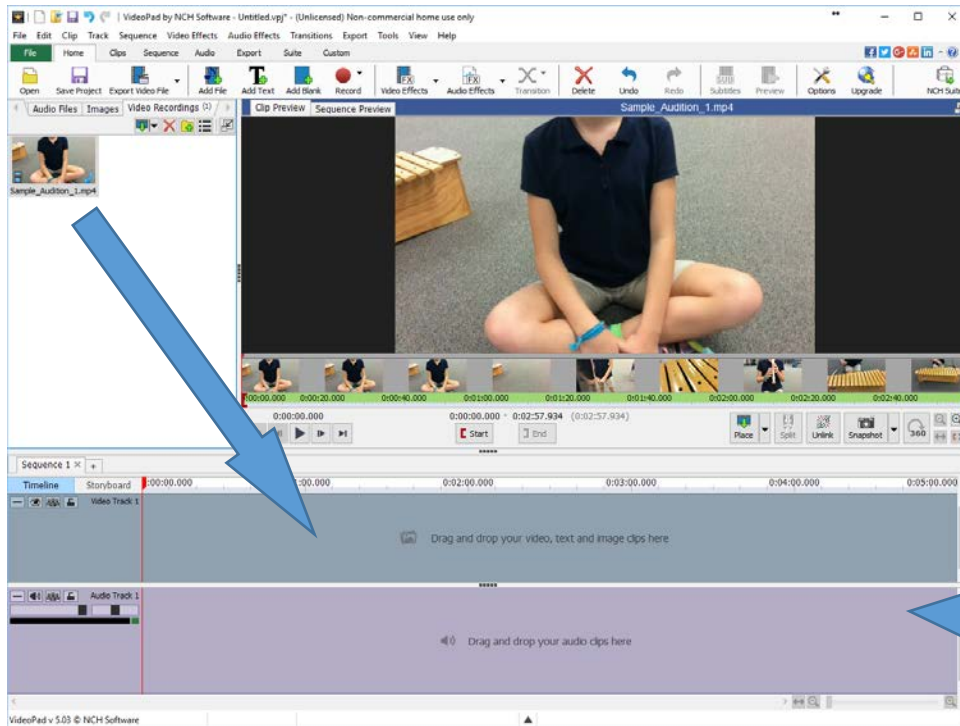 VideoPad by NCH Software - Untitled.vpj* - (Unlicensed) Non-commercial home use only
File Edit Clip Track Sequence Video Effects Audio Effects Transitions Export Tools View Help
File Home Clips Sequence Audio Export Suite Custom
Open Save Project Export Video File Add File Add Text Add Blank Record Video Effects Audio Effects Transition Delete Undo Redo Subtitles Preview Options Upgrade NCH Suite
Audio Files Images Video Recordings (1) Clip Preview Sequence Preview Sample_Audition_1.mp4
Sample_Audition_1.mp4
0:00:00.000 0:00:20.000 0:00:40.000 0:01:00.000 0:01:20.000 0:01:40.000 0:02:00.000 0:02:20.000 0:02:40.000
0:00:00.000 0:00:00.000 - 0:02:57.934 (0:02:57.934)
Start End Place Split Unlink Snapshot 360
Sequence 1 × +
Timeline Storyboard :00:00.000 :00.000 0:02:00.000 0:03:00.000 0:04:00.000 0:05:00.000
Video Track 1
Drag and drop your video, text and image clips here
Audio Track 1
Drag and drop your audio clips here
VideoPad v 5.03 © NCH Software